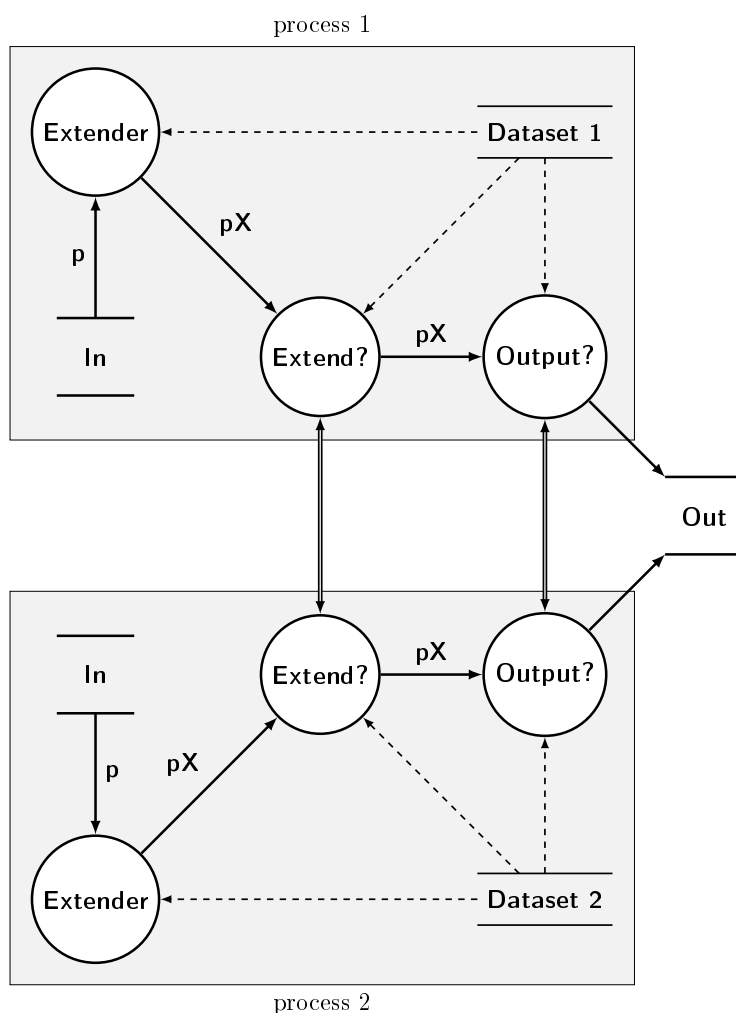 process 1
Extender
Dataset 1
pX
p
pX
In
Extend?
Output?
Out
In
Extend?
pX
Output?
pX
p
Extender
Dataset 2
process 2